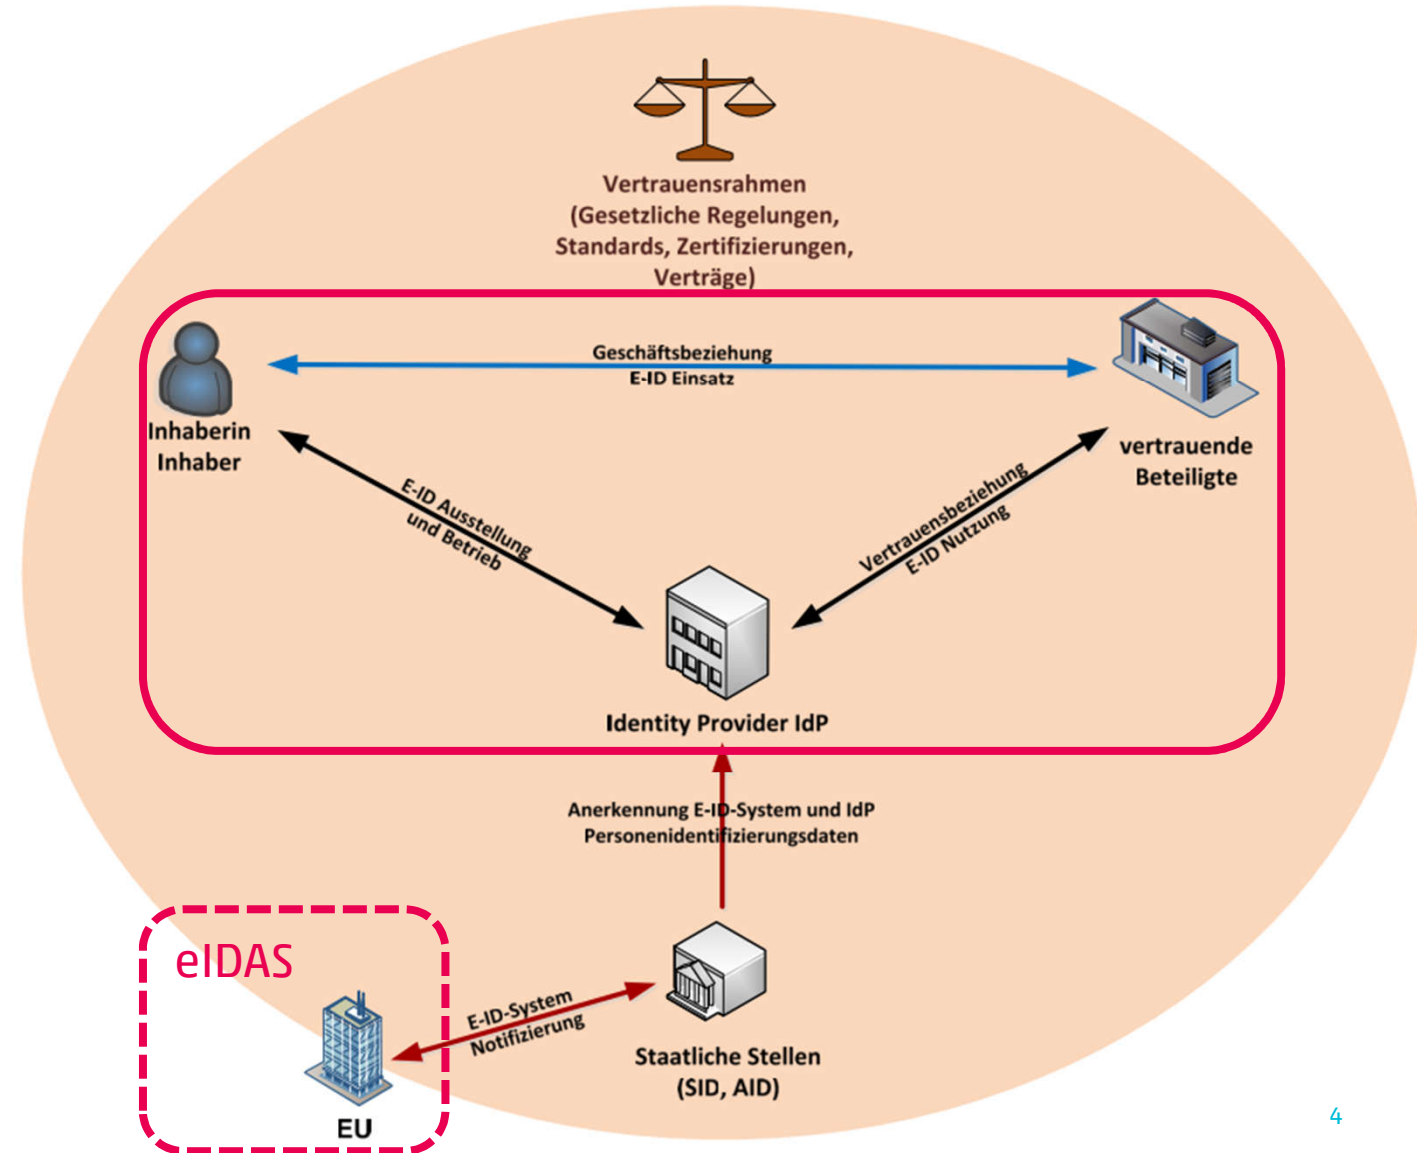 Vertrauensrahmen
(Gesetzliche Regelungen,
Standards, Zertifizierungen,
Verträge)
Geschäftsbeziehung
E-ID Einsatz
Inhaberin
Inhaber
vertrauende
Beteiligte
E-ID Ausstellung
und Betrieb
Vertrauensbeziehung
E-ID Nutzung
Identity Provider IdP
Anerkennung E-ID-System und IdP
Personenidentifizierungsdaten
eIDAS
E-ID-System
Notifizierung
Staatliche Stellen
(SID, AID)
EU
4